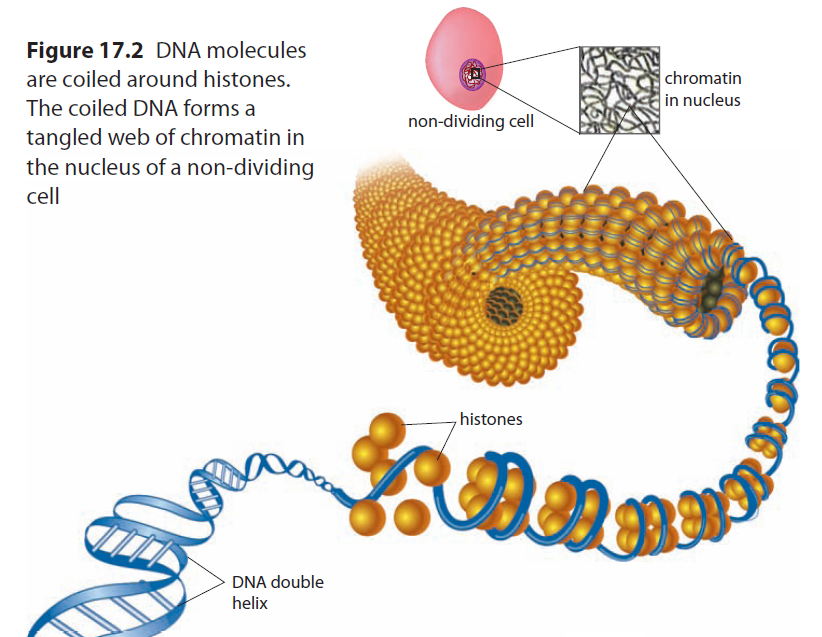 Figure 17.2 DNA molecules
are coiled around histones.
The coiled DNA forms a
tangled web of chromatin in
the nucleus of a non-dividing
cell
non-dividing cell
chromatin
in nucleus
histones
DNA double
helix